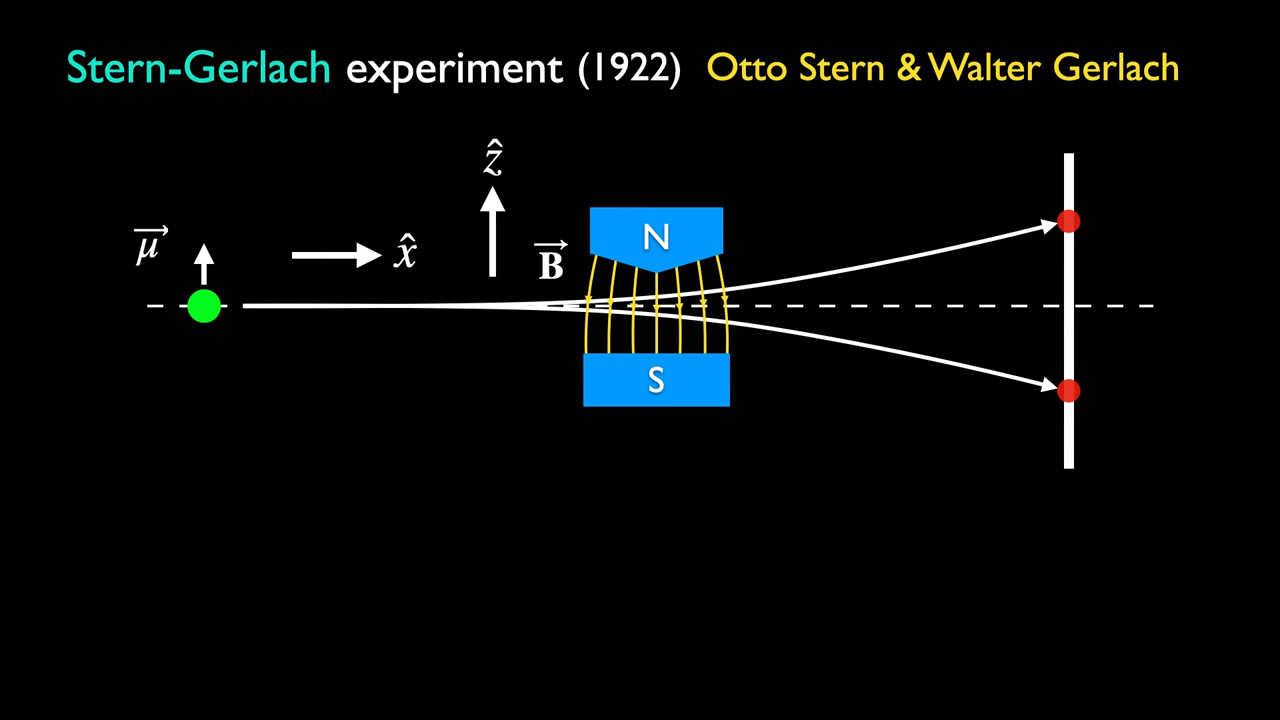 Stern-Gerlach experiment (1922) Otto Stern & Walter Gerlach
ẑ
μ⃗
x̂
B⃗
N
S